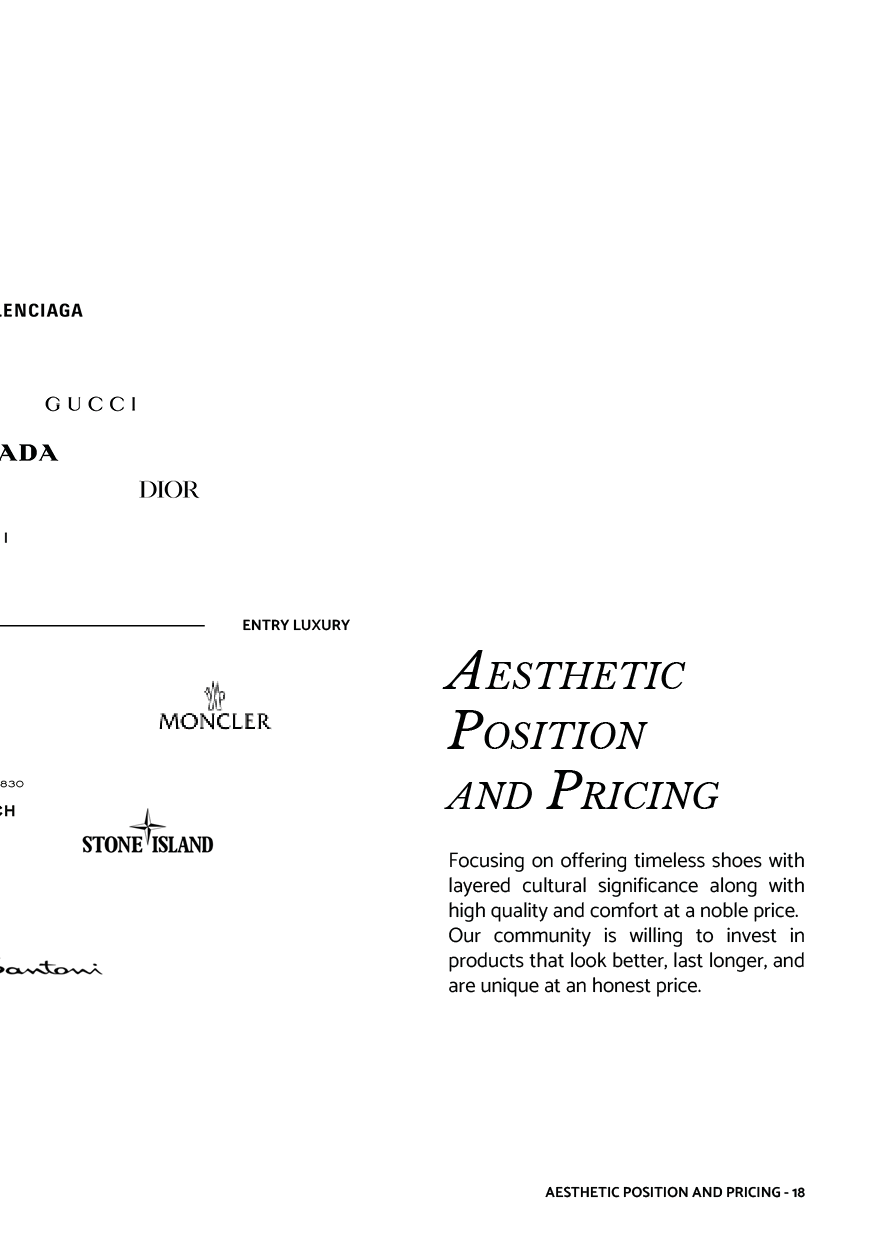 LENCIAGA
GUCCI
ADA
DIOR
I
ENTRY LUXURY
MONCLER
830
CH
STONE ISLAND
Santoni
AESTHETIC
POSITION
AND PRICING
Focusing on offering timeless shoes with
layered cultural significance along with
high quality and comfort at a noble price.
Our community is willing to invest in
products that look better, last longer, and
are unique at an honest price.
AESTHETIC POSITION AND PRICING - 18